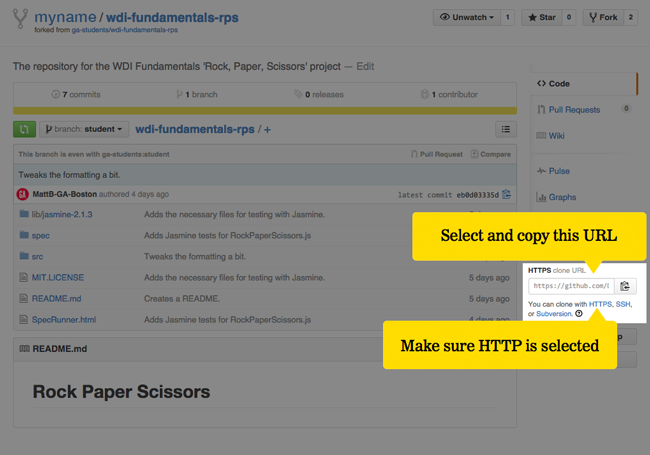 myname / wdi-fundamentals-rps
forked from ga-students/wdi-fundamentals-rps
Unwatch 1 Star 0 Fork 2
The repository for the WDI Fundamentals 'Rock, Paper, Scissors' project — Edit
7 commits 1 branch 0 releases 1 contributor
branch: student wdi-fundamentals-rps / +
This branch is even with ga-students:student Pull Request Compare
Tweaks the formatting a bit.
MattB-GA-Boston authored 4 days ago latest commit eb0d03335d
lib/jasmine-2.1.3 Adds the necessary files for testing with Jasmine.
spec Adds Jasmine tests for RockPaperScissors.js
src Tweaks the formatting a bit.
MIT.LICENSE Adds the necessary files for testing with Jasmine. 5 days ago
README.md Creates a README. 5 days ago
SpecRunner.html Adds Jasmine tests for RockPaperScissors.js 4 days ago
README.md
Rock Paper Scissors
Code
Pull Requests 0
Wiki
Pulse
Graphs
Select and copy this URL
HTTPS clone URL
https://github.com/
You can clone with HTTPS, SSH,
or Subversion.
Make sure HTTP is selected